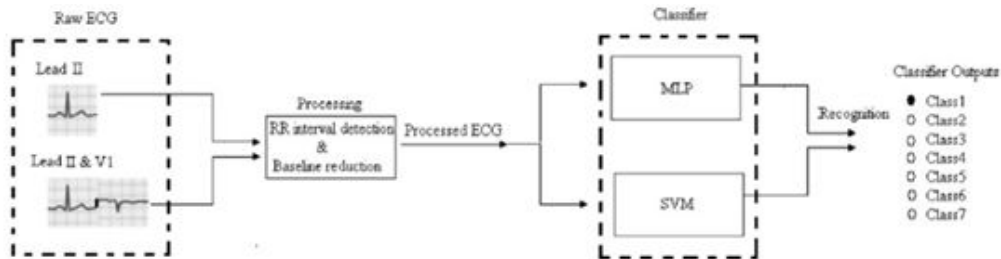 Raw ECG
Lead II
Lead II & V1
Processing
RR interval detection
&
Baseline reduction
Processed ECG
Classifier
MLP
SVM
Recognition
Classifier Outputs
Class1
Class2
Class3
Class4
Class5
Class6
Class7